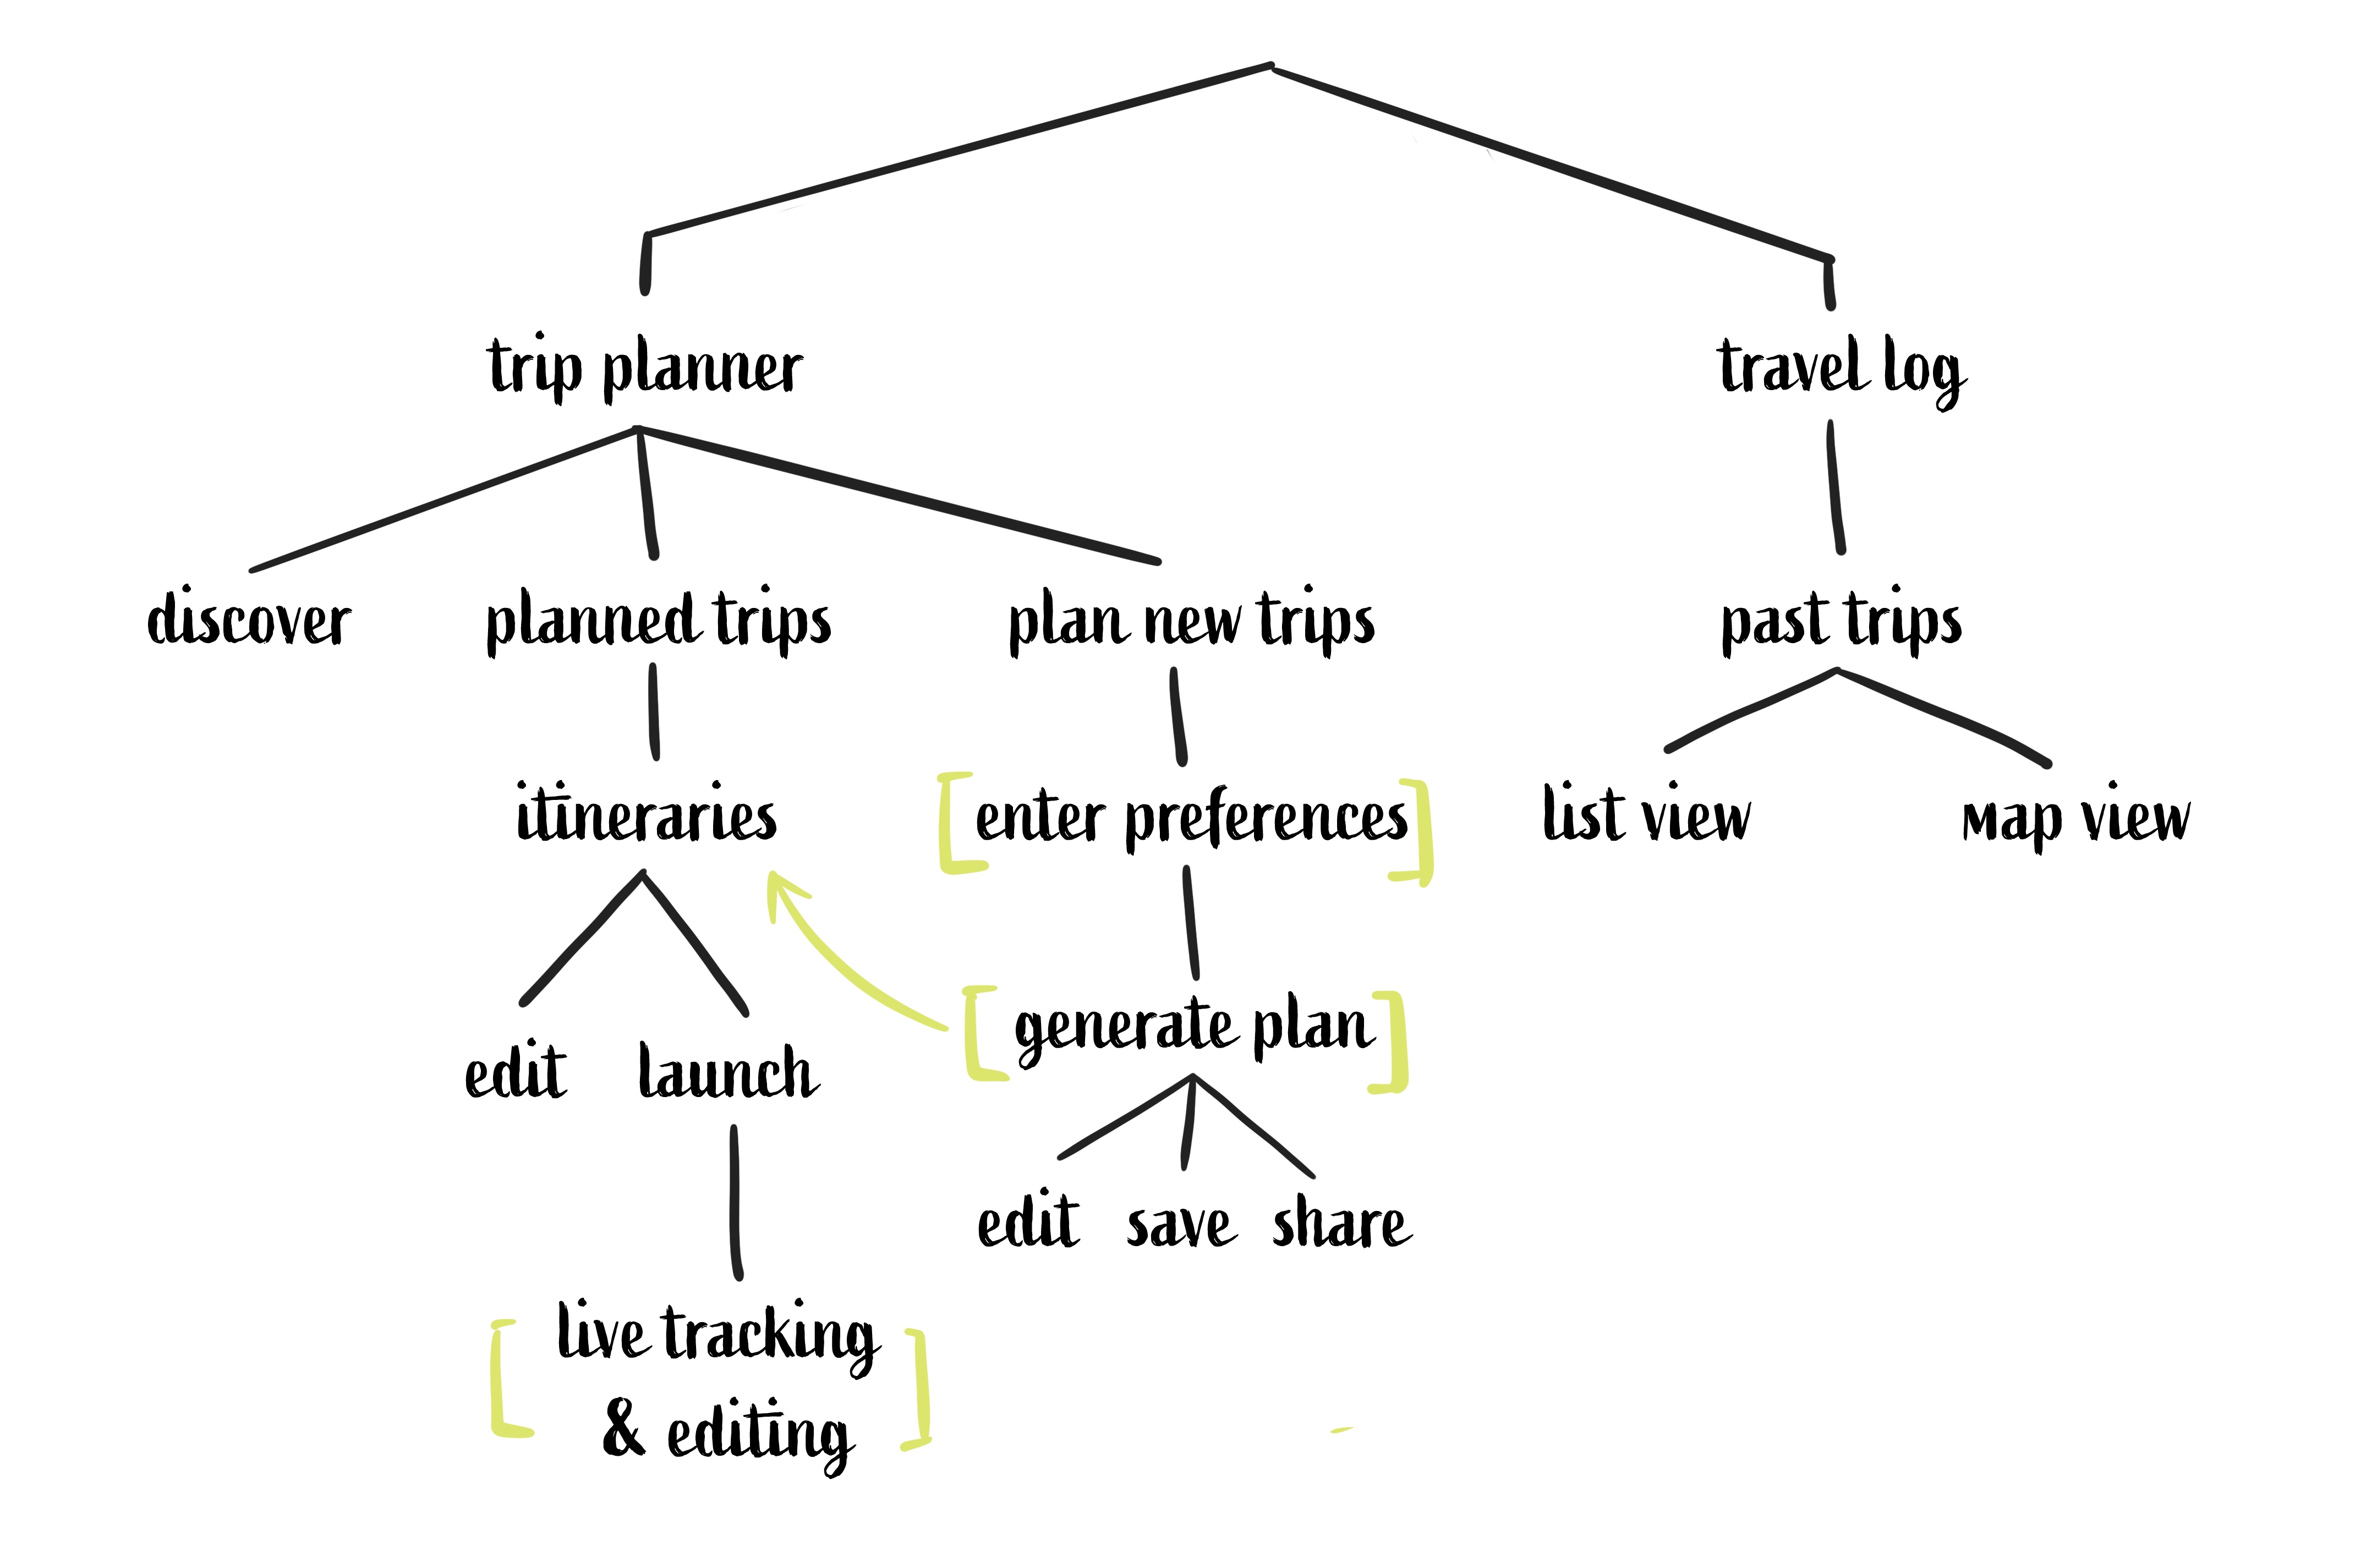 trip planner
travel log
discover
planned trips
plan new trips
past trips
itineraries
[enter preferences]
list view
map view
[generate plan]
edit
launch
edit
save
share
[live tracking
& editing]